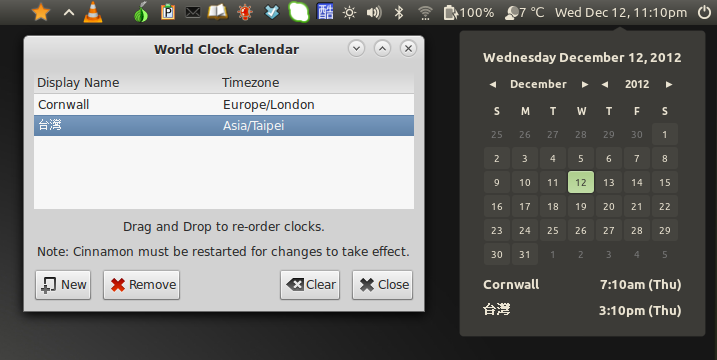 酷 100% 7 ℃ Wed Dec 12, 11:10pm
World Clock Calendar
Display Name Timezone
Cornwall Europe/London
台灣 Asia/Taipei
Drag and Drop to re-order clocks.
Note: Cinnamon must be restarted for changes to take effect.
New Remove Clear Close
Wednesday December 12, 2012
December 2012
S M T W T F S
25 26 27 28 29 30 1
2 3 4 5 6 7 8
9 10 11 12 13 14 15
16 17 18 19 20 21 22
23 24 25 26 27 28 29
30 31 1 2 3 4 5
Cornwall 7:10am (Thu)
台灣 3:10pm (Thu)